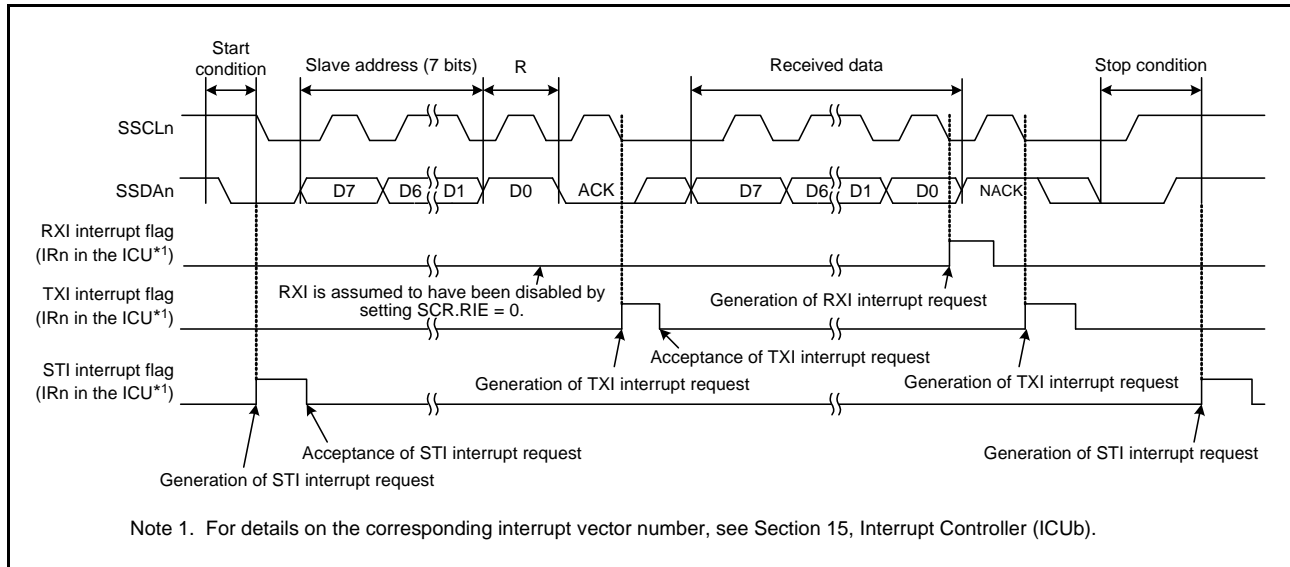 Start
condition
Slave address (7 bits)
R
Received data
Stop condition
SSCLn
SSDAn
D7
D6
D1
D0
ACK
D7
D6
D1
D0
NACK
RXI interrupt flag
(IRn in the ICU*1)
RXI is assumed to have been disabled by
setting SCR.RIE = 0.
Generation of RXI interrupt request
TXI interrupt flag
(IRn in the ICU*1)
Acceptance of TXI interrupt request
Generation of TXI interrupt request
Generation of TXI interrupt request
STI interrupt flag
(IRn in the ICU*1)
Acceptance of STI interrupt request
Generation of STI interrupt request
Generation of STI interrupt request
Note 1. For details on the corresponding interrupt vector number, see Section 15, Interrupt Controller (ICUb).